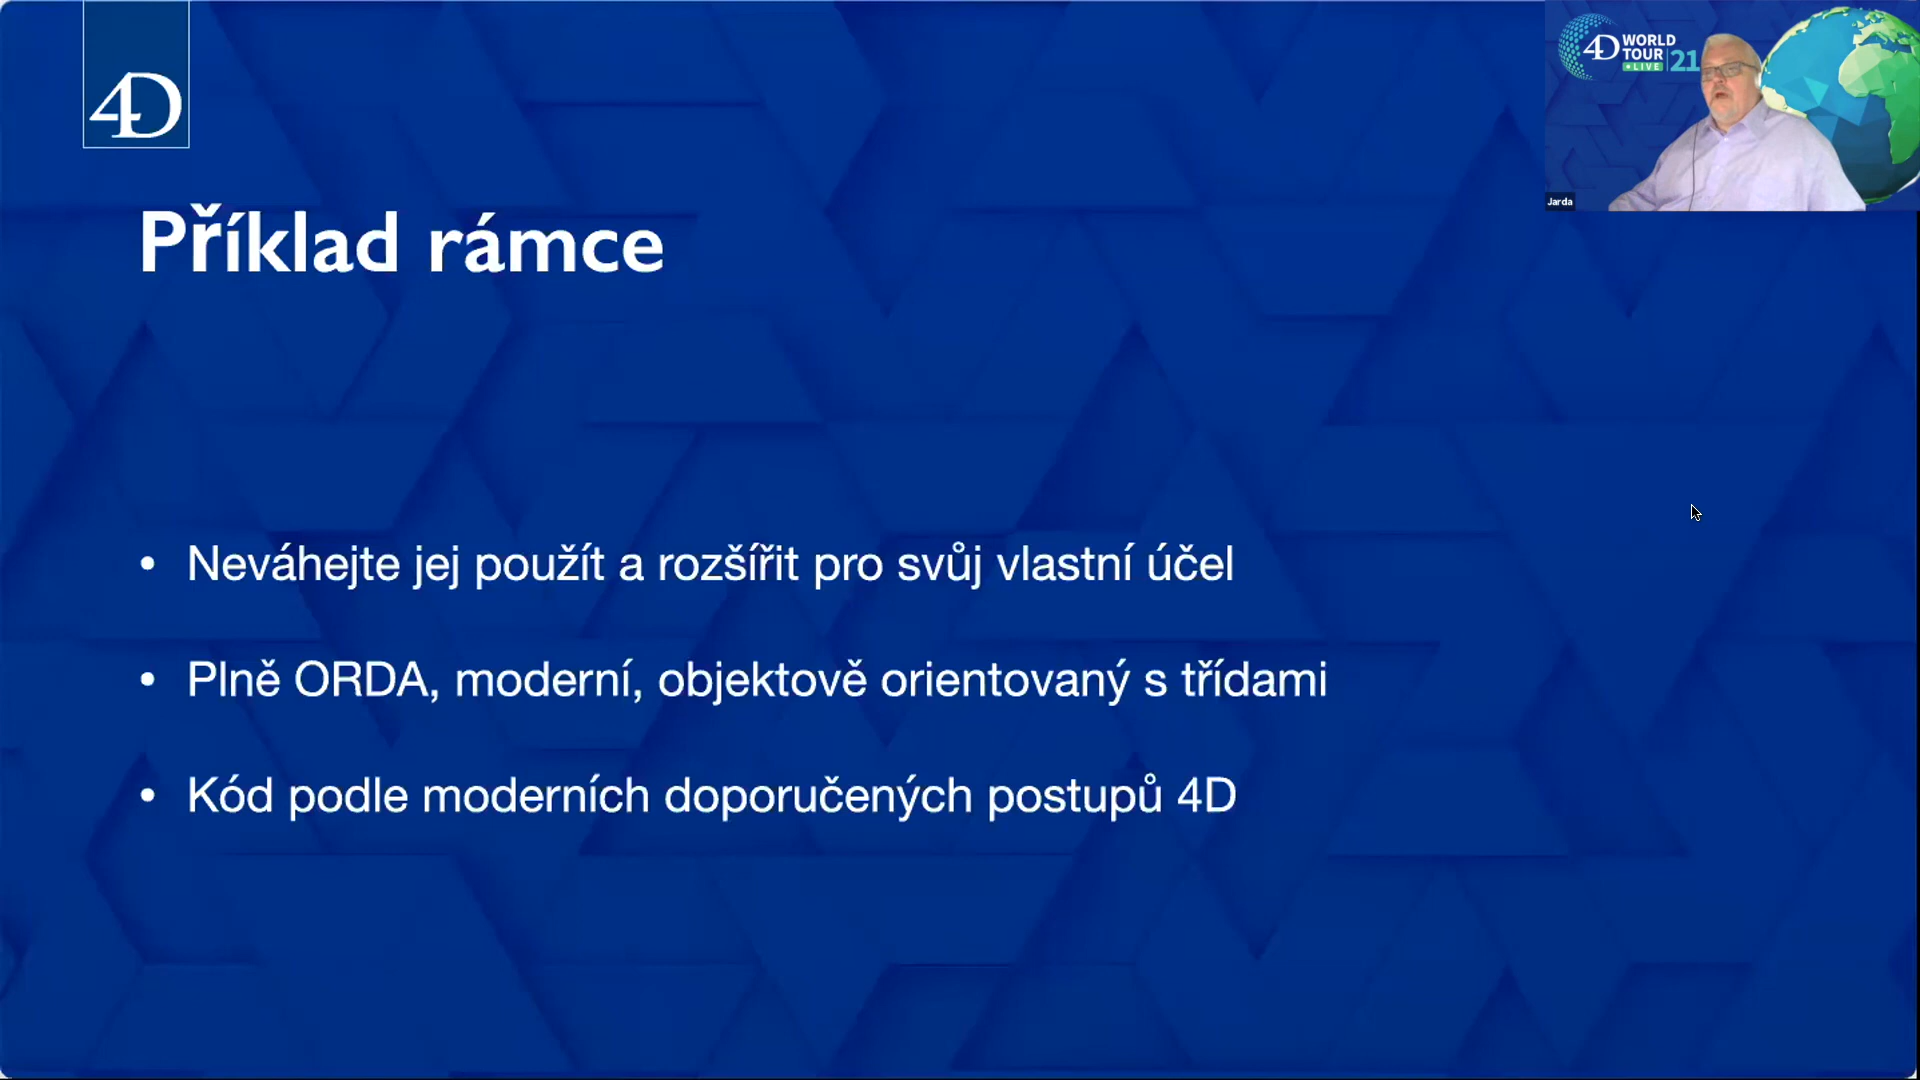 4D
WORLD
4D TOUR
LIVE 21
Jarda
Příklad rámce
• Neváhejte jej použít a rozšířit pro svůj vlastní účel
• Plně ORDA, moderní, objektově orientovaný s třídami
• Kód podle moderních doporučených postupů 4D